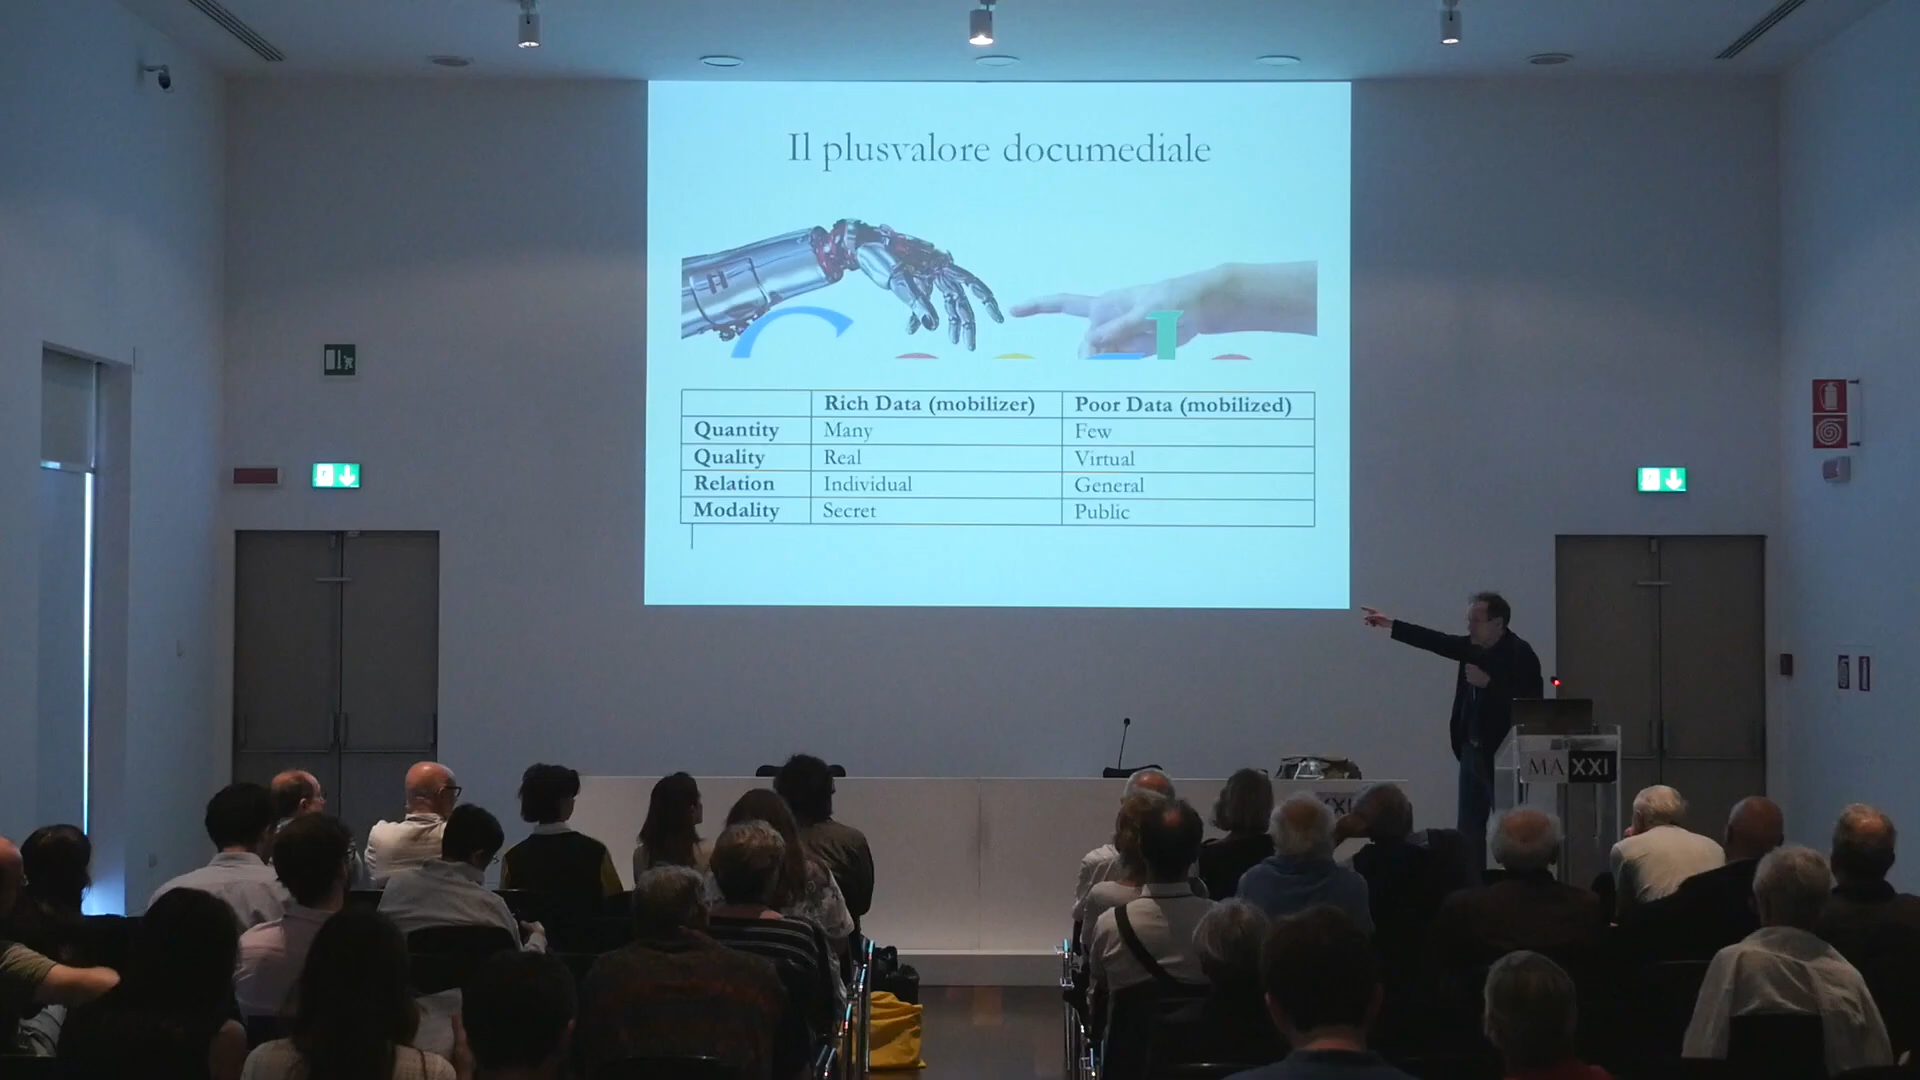 Il plusvalore documediale
Rich Data (mobilizer) Poor Data (mobilized)
Quantity Many Few
Quality Real Virtual
Relation Individual General
Modality Secret Public
MAXXI
XXI